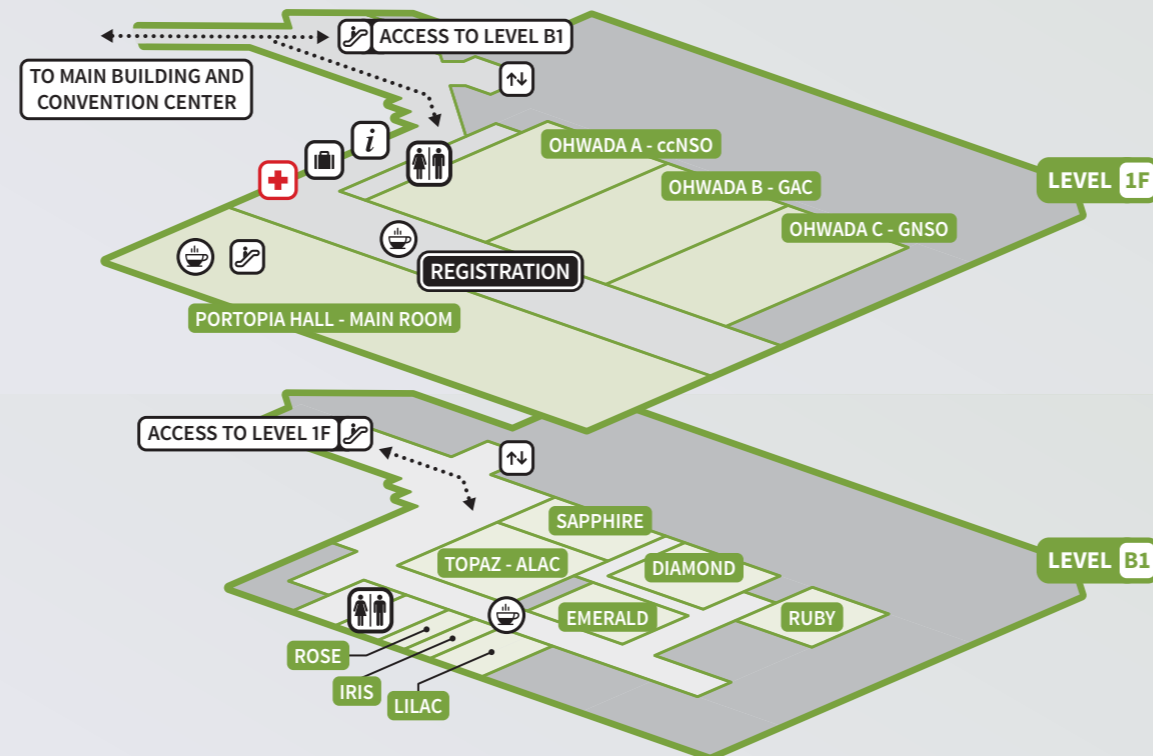 ACCESS TO LEVEL B1
TO MAIN BUILDING AND
CONVENTION CENTER
i
OHWADA A - ccNSO
OHWADA B - GAC
LEVEL 1F
OHWADA C - GNSO
REGISTRATION
PORTOPIA HALL - MAIN ROOM
ACCESS TO LEVEL 1F
SAPPHIRE
LEVEL B1
TOPAZ - ALAC
DIAMOND
EMERALD
RUBY
ROSE
IRIS
LILAC